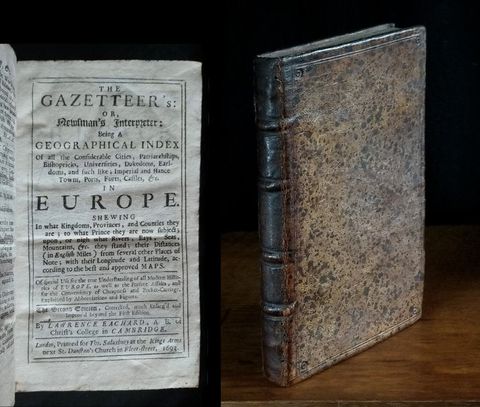 THE
GAZETTEER's:
OR,
Newsman's Interpreter:
Being A
GEOGRAPHICAL INDEX
Of all the Considerable Cities, Patriarchships,
Bishopricks, Universities, Dukedoms, Earl-
doms, and such like; Imperial and Hance
Towns, Ports, Forts, Castles, &c.
IN
EUROPE.
SHEWING
In what Kingdoms, Provinces, and Counties they
are; to what Prince they are now subject;
upon, or nigh what Rivers, Bays, Seas,
Mountains, &c. they stand; their Distances
(in English Miles) from several other Places of
Note; with their Longitude and Latitude, ac-
cording to the best and approved MAPS.
Of special Use for the true Understanding of all Modern Histo-
ries of EUROPE, as well as the Present Affairs; and
for the Conveniency of Cheapness and Pocket-Carriage,
Explained by Abbreviations and Figures.
The Second Edition, Corrected, much Enlarg'd and
Improv'd beyond the First Edition.
By LAWRENCE EACHARD, A. B. of
Christ's College in CAMBRIDGE.
London, Printed for Tho. Salusbury at the Kings Arms
next St. Dunstan's Church in Fleet-street, 1693.